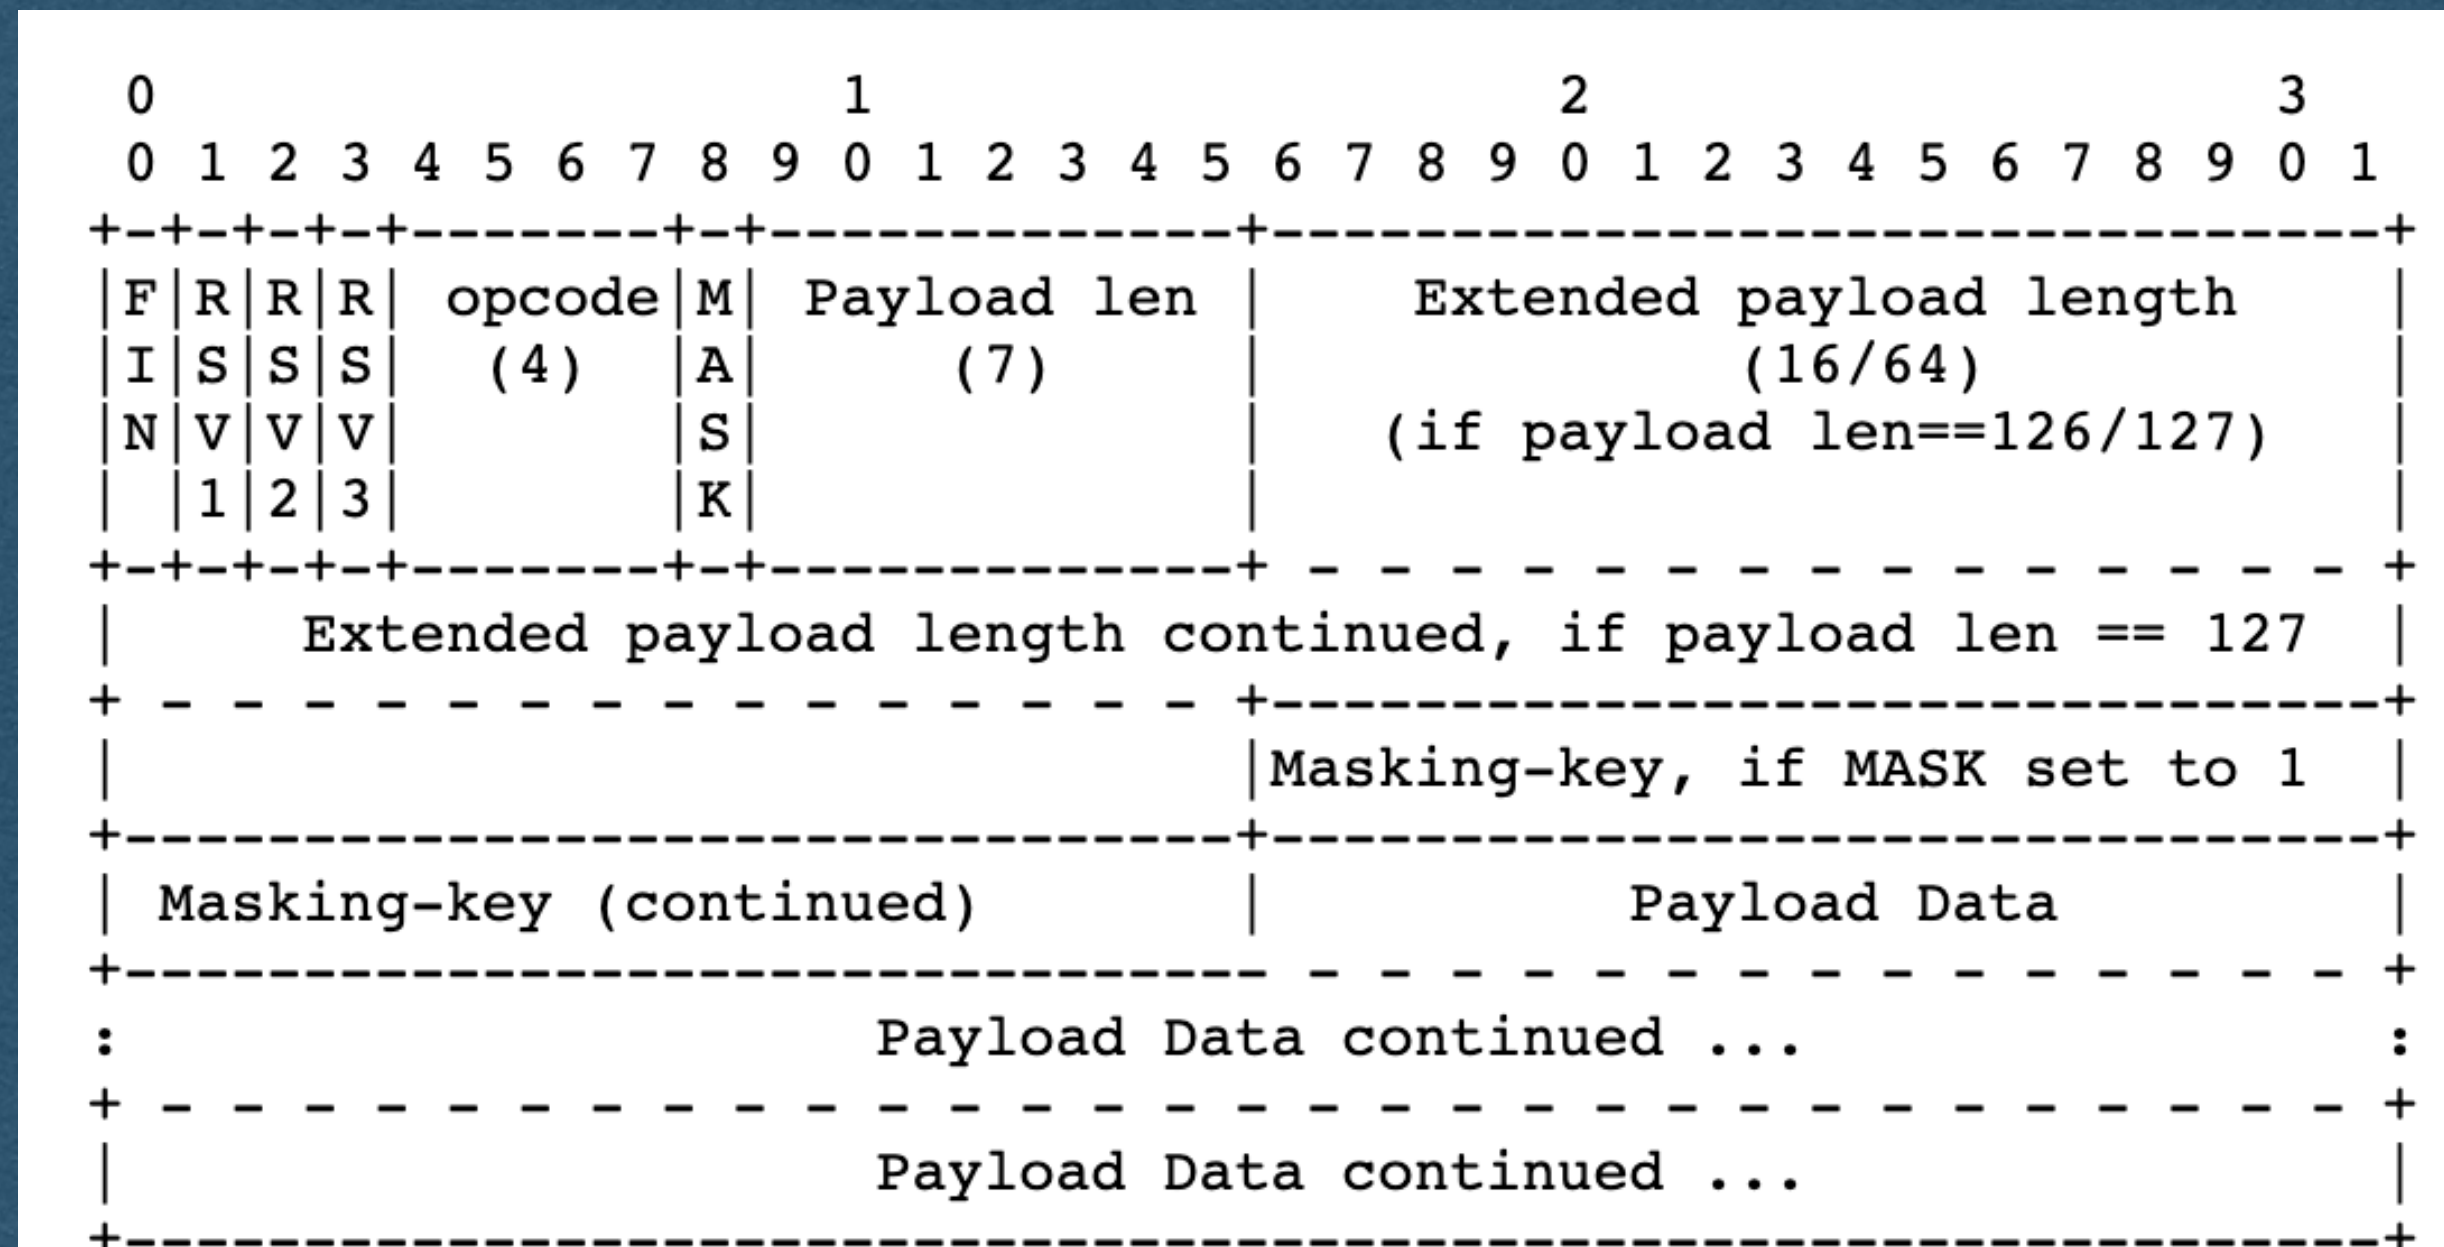 0                   1                   2                   3
 0 1 2 3 4 5 6 7 8 9 0 1 2 3 4 5 6 7 8 9 0 1 2 3 4 5 6 7 8 9 0 1
+-+-+-+-+-------+-+-------------+-------------------------------+
|F|R|R|R| opcode|M| Payload len |    Extended payload length    |
|I|S|S|S|  (4)  |A|     (7)     |             (16/64)           |
|N|V|V|V|       |S|             |   (if payload len==126/127)   |
| |1|2|3|       |K|             |                               |
+-+-+-+-+-------+-+-------------+ - - - - - - - - - - - - - - - +
|     Extended payload length continued, if payload len == 127  |
+ - - - - - - - - - - - - - - - +-------------------------------+
|                               |Masking-key, if MASK set to 1  |
+-------------------------------+-------------------------------+
| Masking-key (continued)       |          Payload Data         |
+-------------------------------- - - - - - - - - - - - - - - - +
:                     Payload Data continued ...                :
+ - - - - - - - - - - - - - - - - - - - - - - - - - - - - - - - +
|                     Payload Data continued ...                |
+---------------------------------------------------------------+